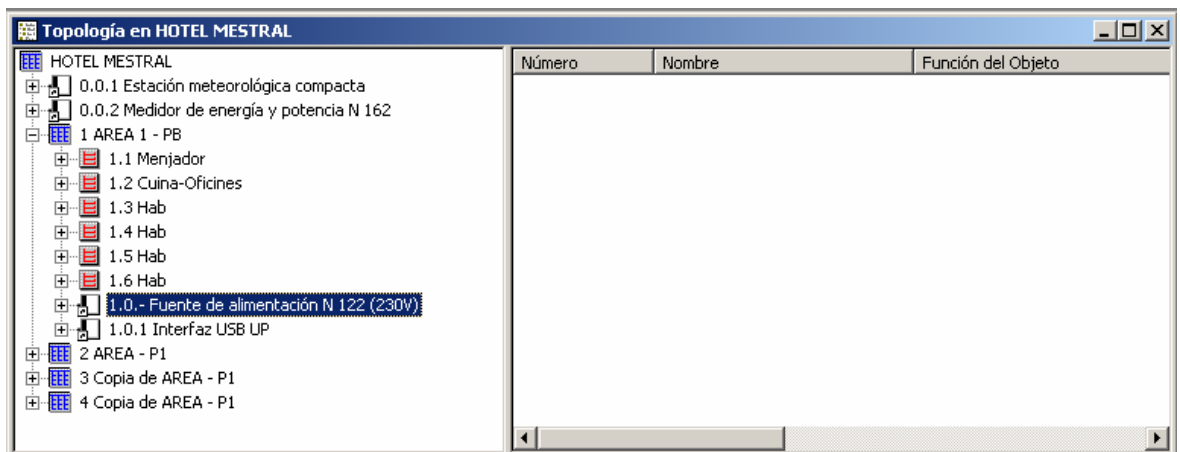 Topología en HOTEL MESTRAL
HOTEL MESTRAL
0.0.1 Estación meteorológica compacta
0.0.2 Medidor de energía y potencia N 162
1 AREA 1 - PB
1.1 Menjador
1.2 Cuina-Oficines
1.3 Hab
1.4 Hab
1.5 Hab
1.6 Hab
1.0.- Fuente de alimentación N 122 (230V)
1.0.1 Interfaz USB UP
2 AREA - P1
3 Copia de AREA - P1
4 Copia de AREA - P1
Número Nombre Función del Objeto